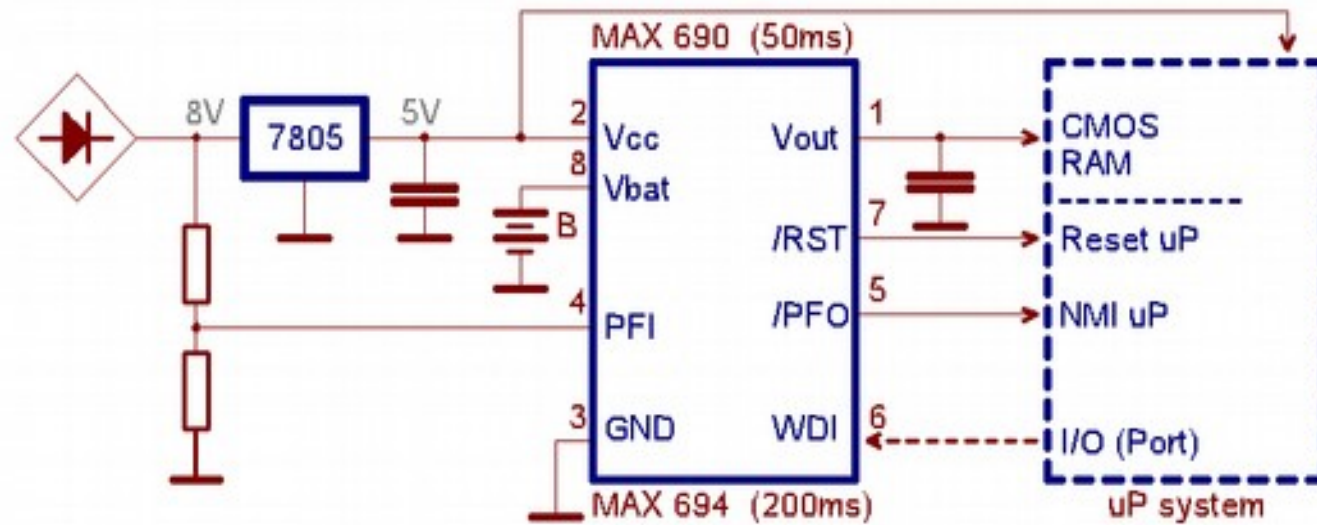 MAX 690 (50ms)
8V
7805
5V
2
Vcc
Vout
1
CMOS
RAM
8
Vbat
B
7
/RST
Reset uP
4
PFI
/PFO
5
NMI uP
3
GND
WDI
6
I/O (Port)
MAX 694 (200ms)
uP system